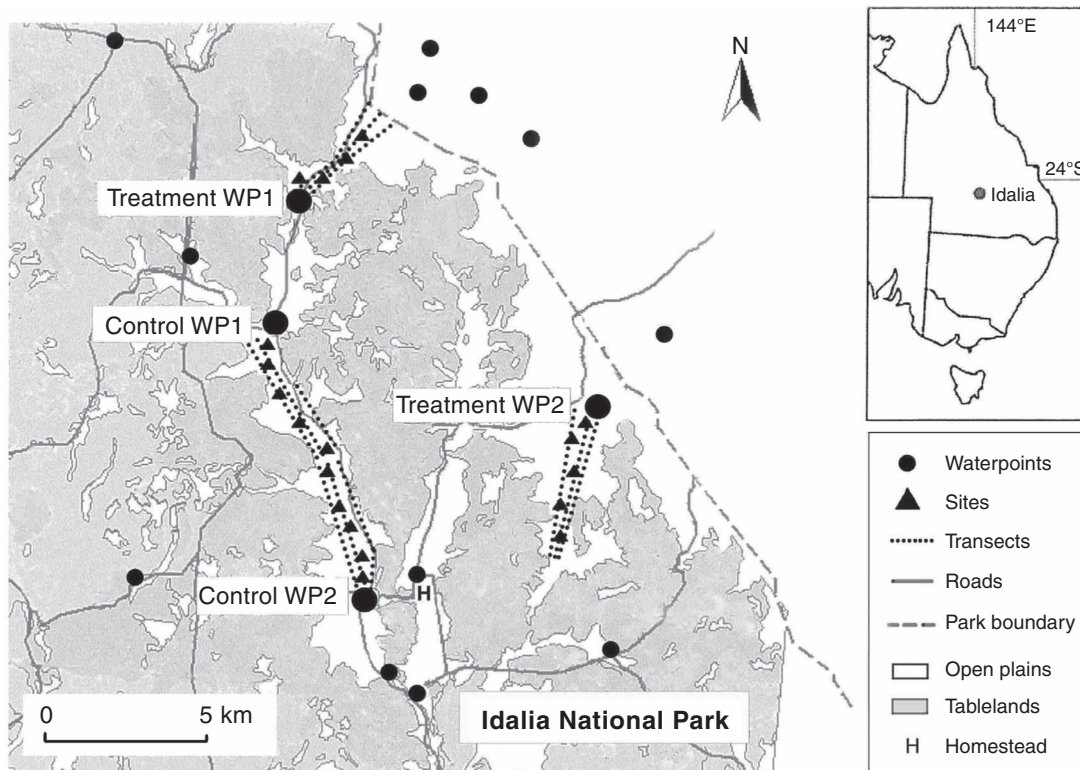 N
Treatment WP1
Control WP1
Treatment WP2
Control WP2
H
0 5 km
Idalia National Park
144°E
24°S
Idalia
Waterpoints
Sites
Transects
Roads
Park boundary
Open plains
Tablelands
H Homestead